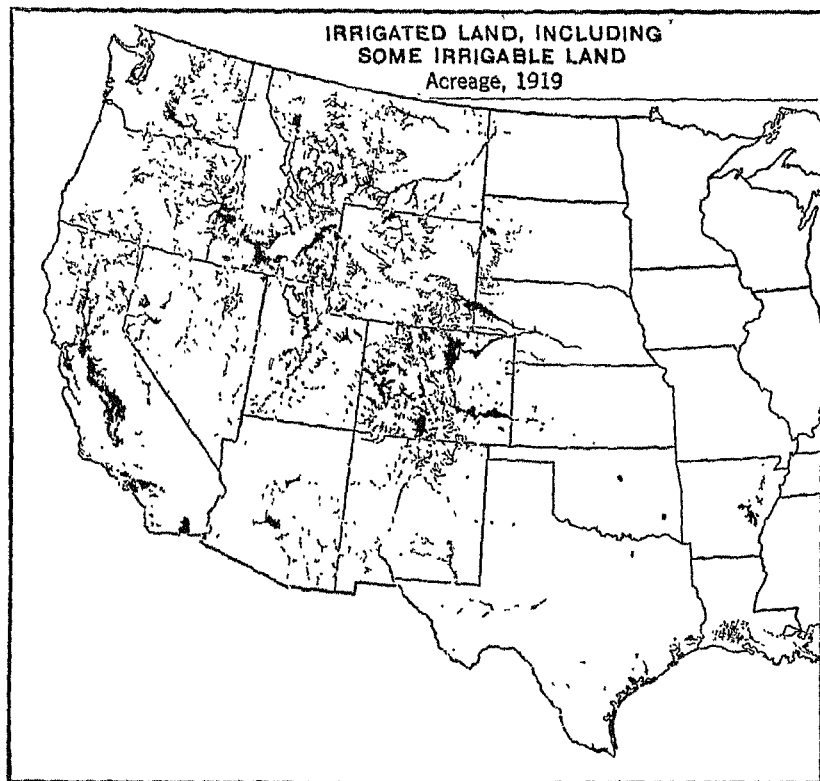 IRRIGATED LAND, INCLUDING
SOME IRRIGABLE LAND
Acreage, 1919